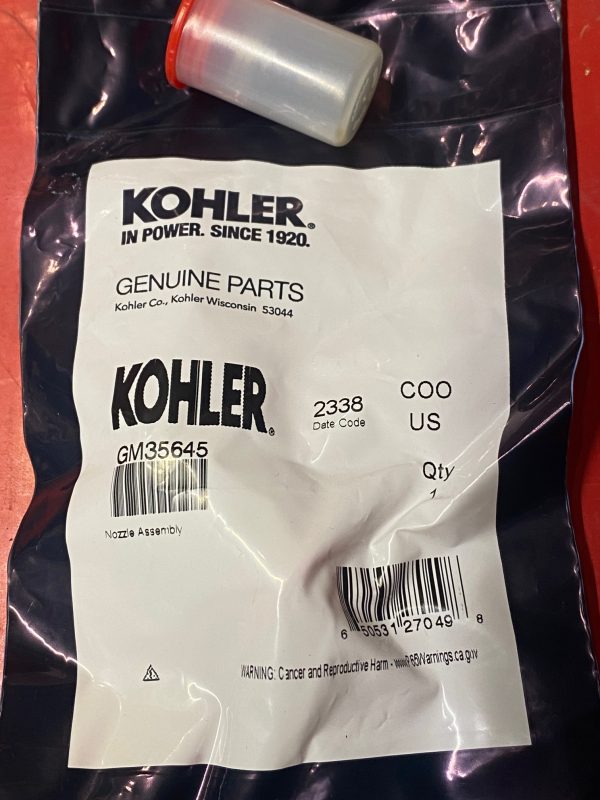 KOHLER®
IN POWER. SINCE 1920.
GENUINE PARTS
Kohler Co., Kohler Wisconsin 53044
KOHLER®
2338
Date Code
COO
US
GM35645
Qty
1
Nozzle Assembly
6 50531 27049 8
WARNING: Cancer and Reproductive Harm - www.P65Warnings.ca.gov